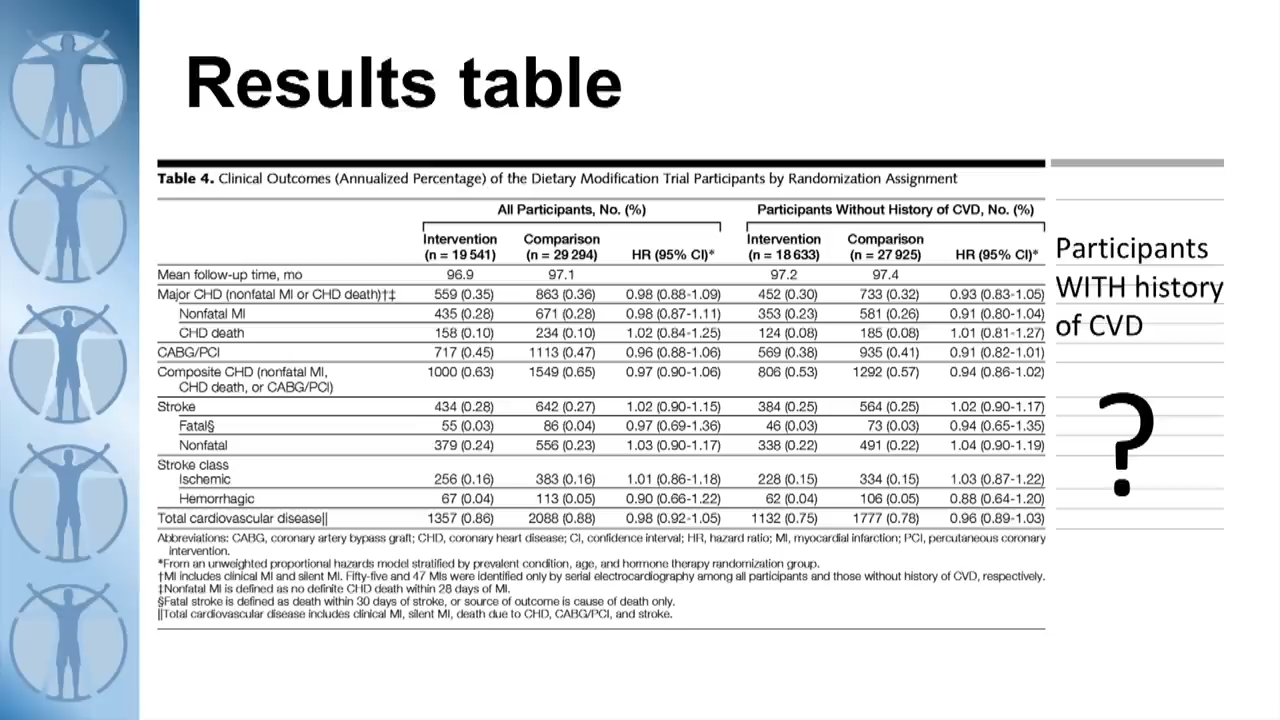 Results table
Table 4. Clinical Outcomes (Annualized Percentage) of the Dietary Modification Trial Participants by Randomization Assignment
All Participants, No. (%) Participants Without History of CVD, No. (%)
Intervention Comparison Intervention Comparison
(n = 19 541) (n = 29 294) HR (95% CI)* (n = 18 633) (n = 27 925) HR (95% CI)*
Mean follow-up time, mo 96.9 97.1 97.2 97.4
Major CHD (nonfatal MI or CHD death)†‡ 559 (0.35) 863 (0.36) 0.98 (0.88-1.09) 452 (0.30) 733 (0.32) 0.93 (0.83-1.05)
Nonfatal MI 435 (0.28) 671 (0.28) 0.98 (0.87-1.11) 353 (0.23) 581 (0.26) 0.91 (0.80-1.04)
CHD death 158 (0.10) 234 (0.10) 1.02 (0.84-1.25) 124 (0.08) 185 (0.08) 1.01 (0.81-1.27)
CABG/PCI 717 (0.45) 1113 (0.47) 0.96 (0.88-1.06) 569 (0.38) 935 (0.41) 0.91 (0.82-1.01)
Composite CHD (nonfatal MI, 1000 (0.63) 1549 (0.65) 0.97 (0.90-1.06) 806 (0.53) 1292 (0.57) 0.94 (0.86-1.02)
CHD death, or CABG/PCI)
Stroke 434 (0.28) 642 (0.27) 1.02 (0.90-1.15) 384 (0.25) 564 (0.25) 1.02 (0.90-1.17)
Fatal§ 55 (0.03) 86 (0.04) 0.97 (0.69-1.36) 46 (0.03) 73 (0.03) 0.94 (0.65-1.35)
Nonfatal 379 (0.24) 556 (0.23) 1.03 (0.90-1.17) 338 (0.22) 491 (0.22) 1.04 (0.90-1.19)
Stroke class
Ischemic 256 (0.16) 383 (0.16) 1.01 (0.86-1.18) 228 (0.15) 334 (0.15) 1.03 (0.87-1.22)
Hemorrhagic 67 (0.04) 113 (0.05) 0.90 (0.66-1.22) 62 (0.04) 106 (0.05) 0.88 (0.64-1.20)
Total cardiovascular disease|| 1357 (0.86) 2088 (0.88) 0.98 (0.92-1.05) 1132 (0.75) 1777 (0.78) 0.96 (0.89-1.03)
Abbreviations: CABG, coronary artery bypass graft; CHD, coronary heart disease; CI, confidence interval; HR, hazard ratio; MI, myocardial infarction; PCI, percutaneous coronary
intervention.
*From an unweighted proportional hazards model stratified by prevalent condition, age, and hormone therapy randomization group.
†MI includes clinical MI and silent MI. Fifty-five and 47 MIs were identified only by serial electrocardiography among all participants and those without history of CVD, respectively.
‡Nonfatal MI is defined as no definite CHD death within 28 days of MI.
§Fatal stroke is defined as death within 30 days of stroke, or source of outcome is cause of death only.
||Total cardiovascular disease includes clinical MI, silent MI, death due to CHD, CABG/PCI, and stroke.
Participants
WITH history
of CVD
?